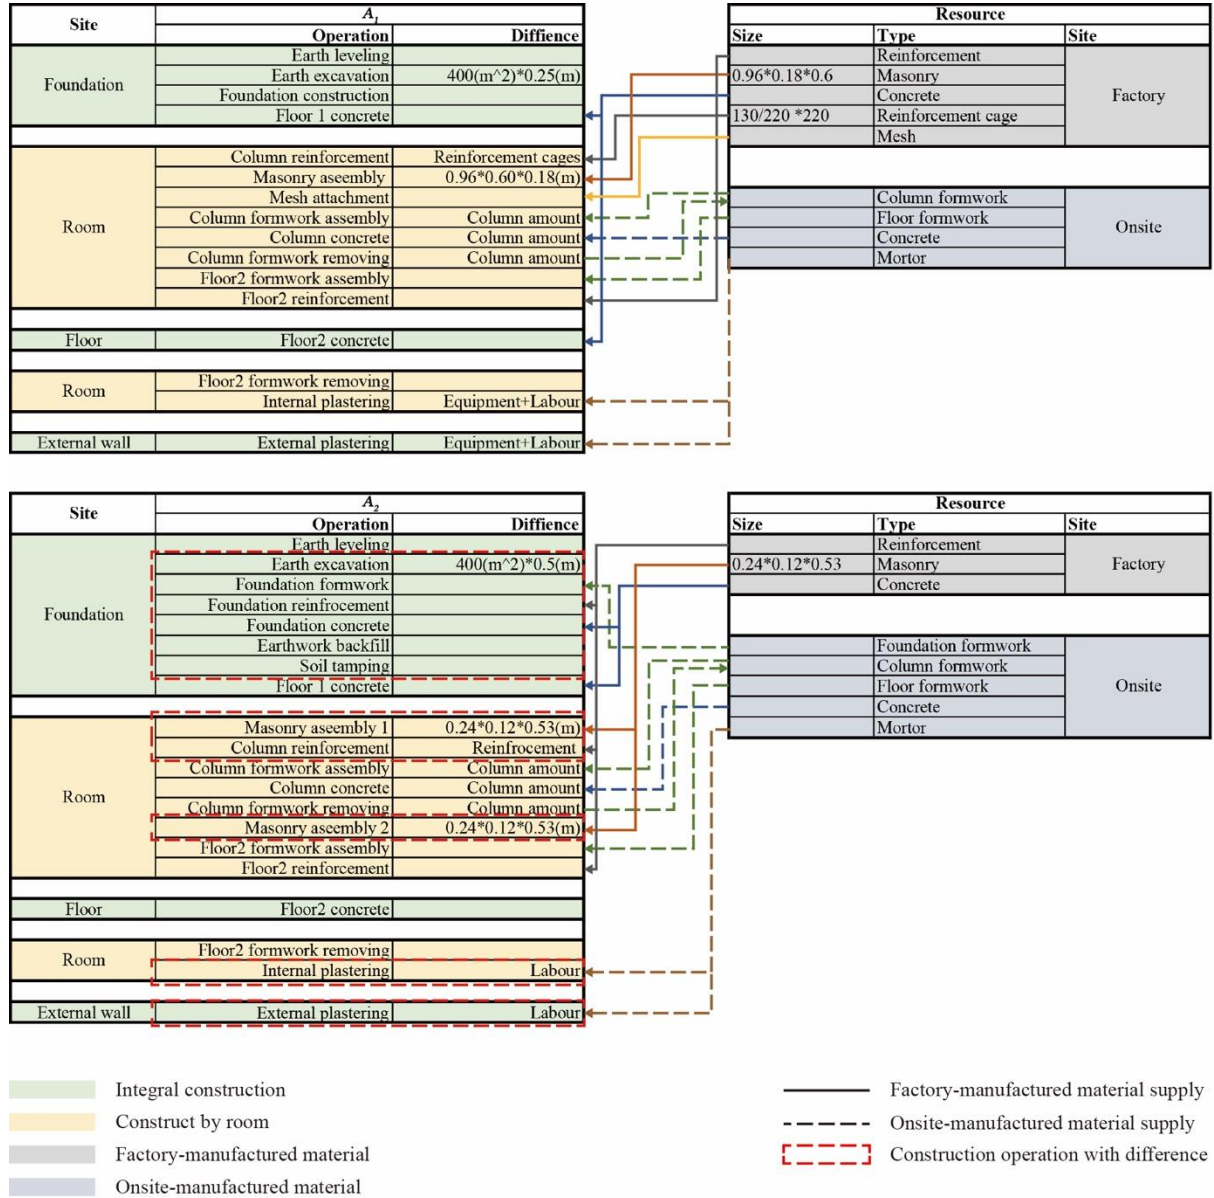 Site A1 Resource
Operation Diffience Size Type Site
Foundation Earth leveling Reinforcement Factory
Earth excavation 400(m^2)*0.25(m) 0.96*0.18*0.6 Masonry
Foundation construction Concrete
Floor 1 concrete 130/220 *220 Reinforcement cage
Mesh
Room Column reinforcement Reinforcement cages
Masonry aseembly 0.96*0.60*0.18(m)
Mesh attachment Column formwork Onsite
Column formwork assembly Column amount Floor formwork
Column concrete Column amount Concrete
Column formwork removing Column amount Mortor
Floor2 formwork assembly
Floor2 reinforcement
Floor Floor2 concrete
Room Floor2 formwork removing
Internal plastering Equipment+Labour
External wall External plastering Equipment+Labour
Site A2 Resource
Operation Diffience Size Type Site
Foundation Earth leveling Reinforcement Factory
Earth excavation 400(m^2)*0.5(m) 0.24*0.12*0.53 Masonry
Foundation formwork Concrete
Foundation reinfrocement
Foundation concrete
Earthwork backfill Foundation formwork Onsite
Soil tamping Column formwork
Floor 1 concrete Floor formwork
Concrete
Room Masonry aseembly 1 0.24*0.12*0.53(m) Mortor
Column reinforcement Reinfrocement
Column formwork assembly Column amount
Column concrete Column amount
Column formwork removing Column amount
Masonry aseembly 2 0.24*0.12*0.53(m)
Floor2 formwork assembly
Floor2 reinforcement
Floor Floor2 concrete
Room Floor2 formwork removing
Internal plastering Labour
External wall External plastering Labour
Integral construction Factory-manufactured material supply
Construct by room Onsite-manufactured material supply
Factory-manufactured material Construction operation with difference
Onsite-manufactured material